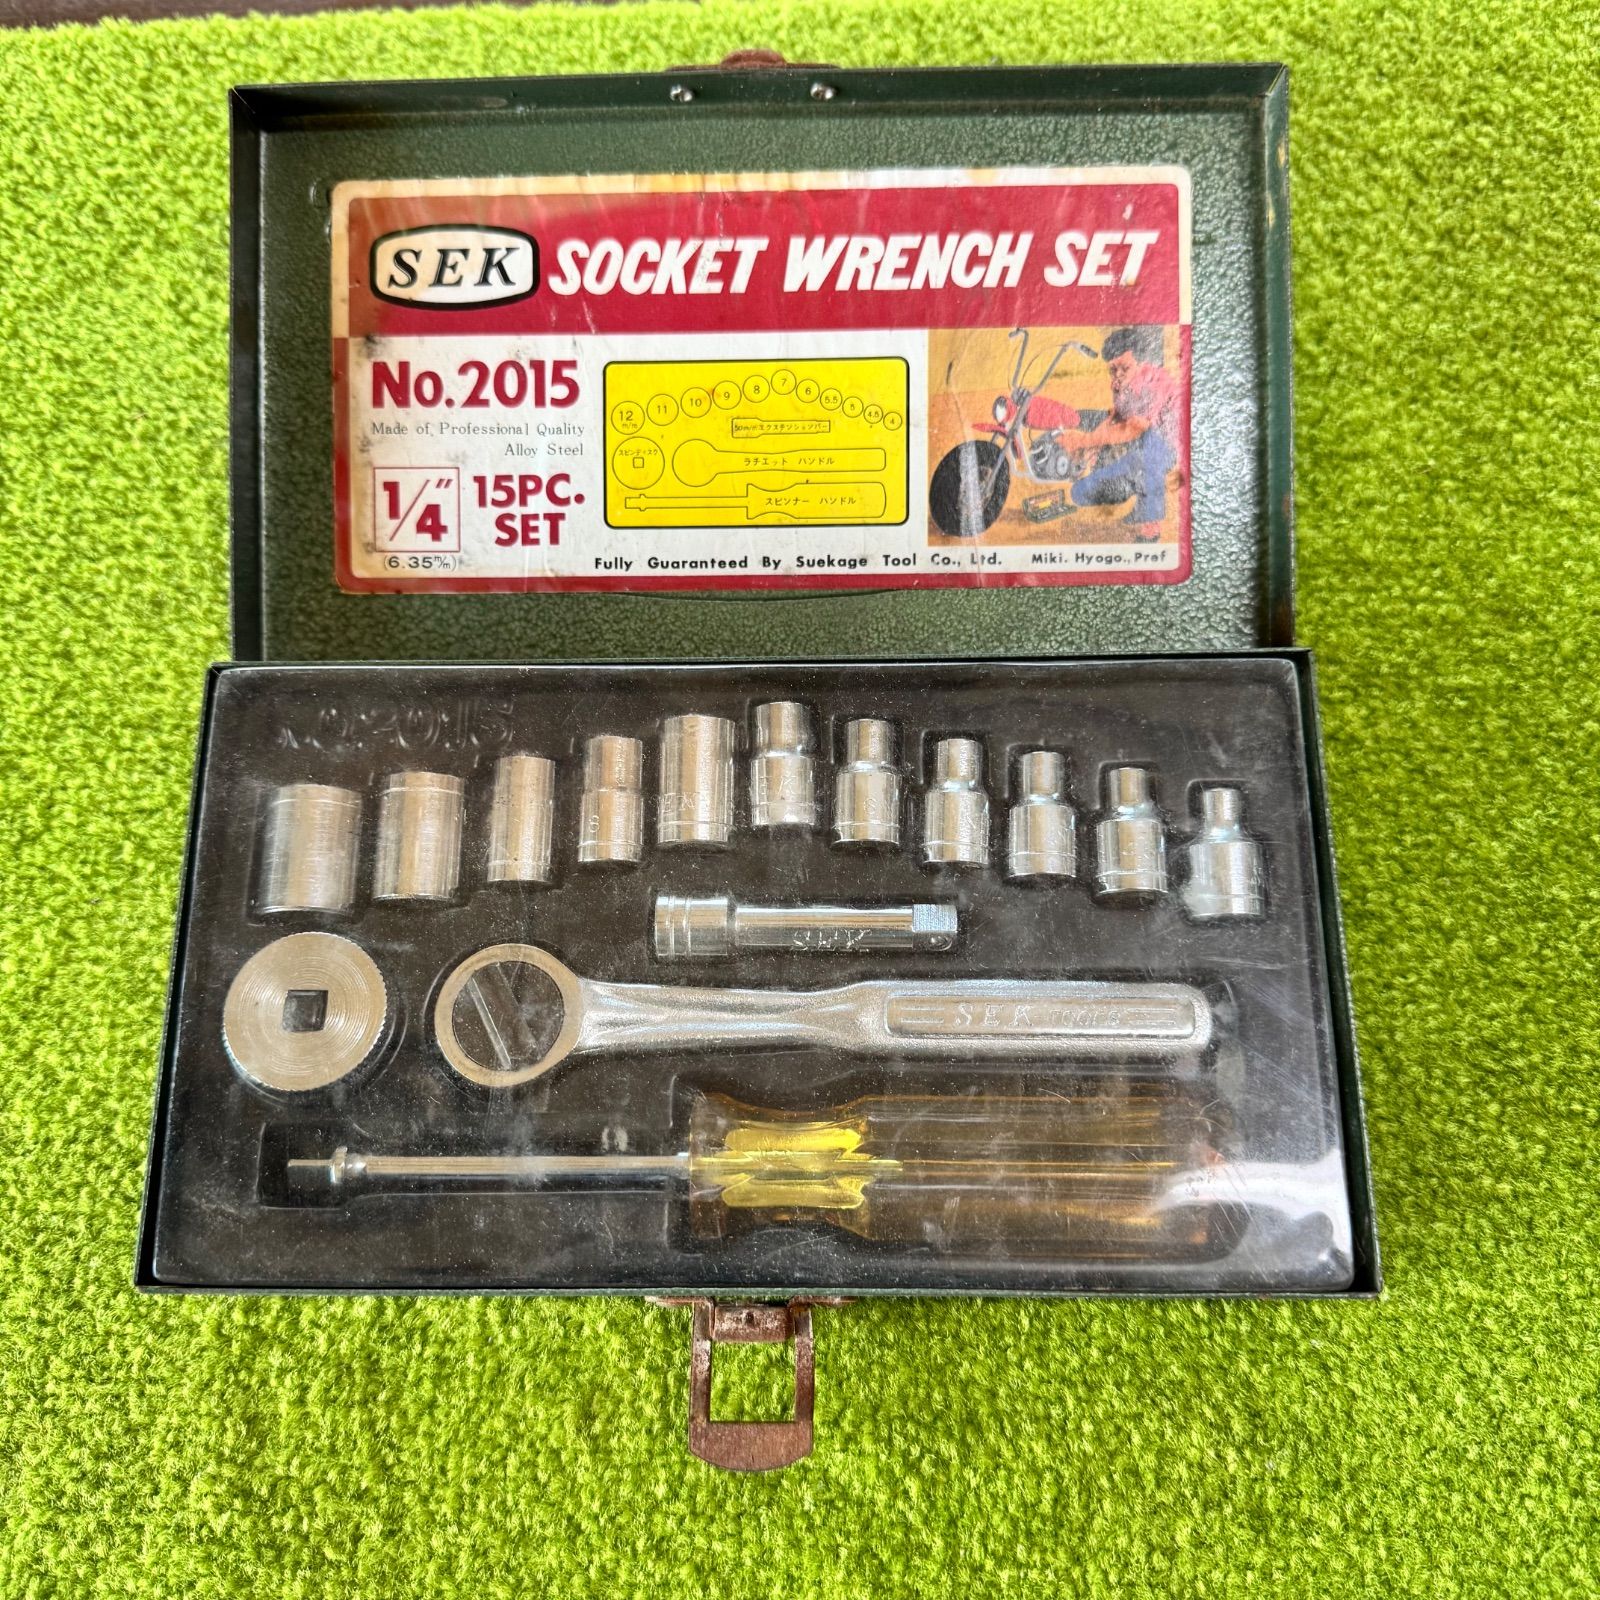 SEK SOCKET WRENCH SET
No.2015
Made of Professional Quality
Alloy Steel
1/4" 15PC.
SET
(6.35m/m)
12 11 10 9 8 7 6 5.5 5 4.5 4
m/m
50m/mエクステンションバー
スピンディスク
ラチエット ハンドル
スピンナー ハンドル
Fully Guaranteed By Suekage Tool Co., Ltd. Miki. Hyogo., Pref
NO.2015
SEK
SEK TOOLS